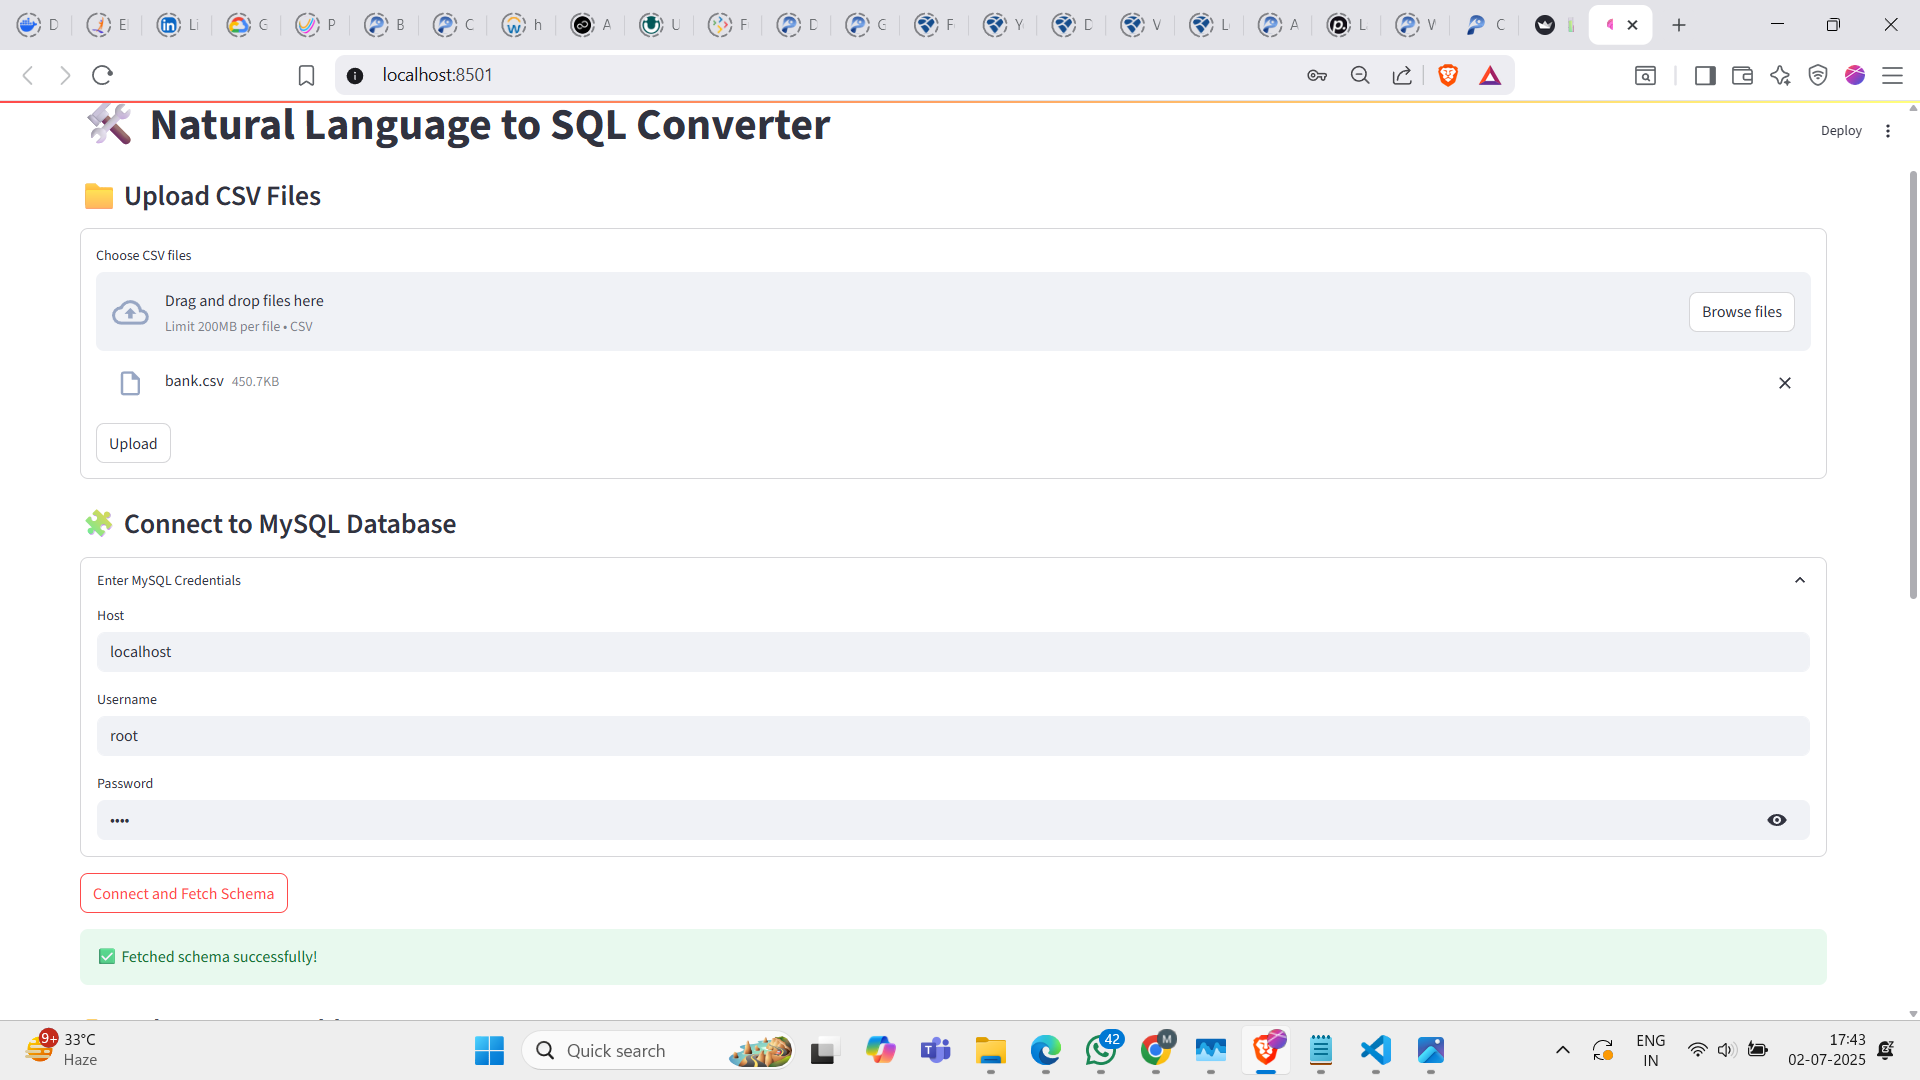 D
El
Li
G
P
B
C
h
A
U
F
D
G
F
Y
D
V
L
A
L
V
C
localhost:8501
Natural Language to SQL Converter
Deploy
Upload CSV Files
Choose CSV files
Drag and drop files here
Limit 200MB per file • CSV
Browse files
bank.csv 450.7KB
Upload
Connect to MySQL Database
Enter MySQL Credentials
Host
localhost
Username
root
Password
••••
Connect and Fetch Schema
Fetched schema successfully!
9+
33°C
Haze
Quick search
42
M
ENG
IN
17:43
02-07-2025